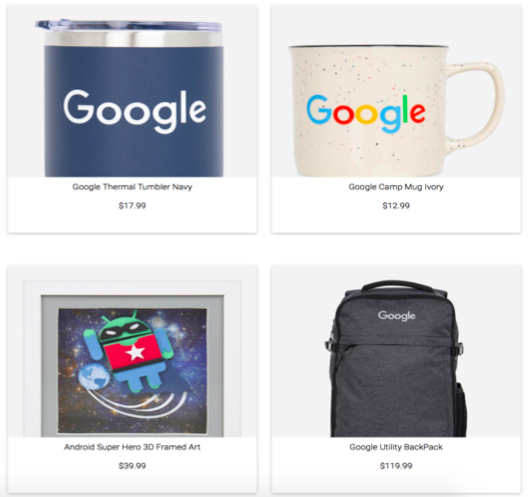 Google
Google
Google Thermal Tumbler Navy
Google Camp Mug Ivory
$17.99
$12.99
Google
Android Super Hero 3D Framed Art
Google Utility BackPack
$39.99
$119.99